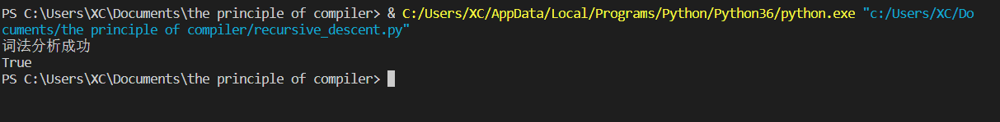 PS C:\Users\XC\Documents\the principle of compiler> & C:/Users/XC/AppData/Local/Programs/Python/Python36/python.exe "c:/Users/XC/Do
cuments/the principle of compiler/recursive_descent.py"
词法分析成功
True
PS C:\Users\XC\Documents\the principle of compiler>